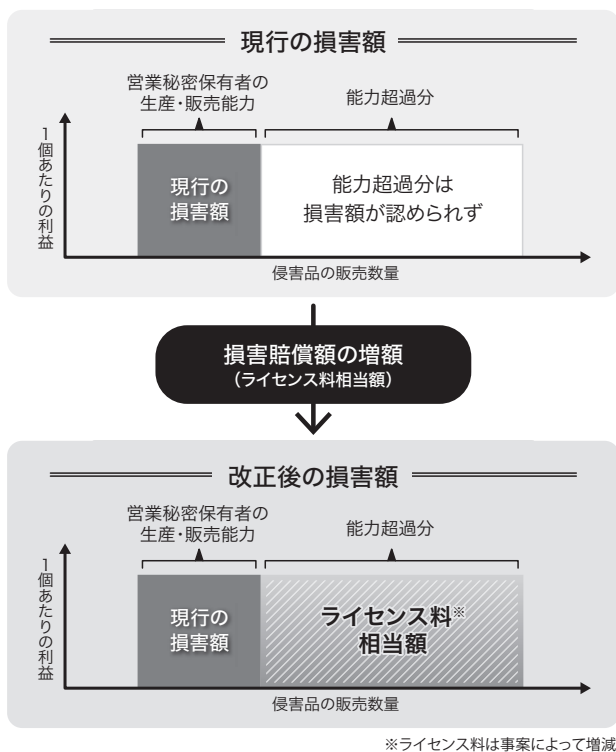 現行の損害額
営業秘密保有者の
生産・販売能力
能力超過分
1個あたりの利益
現行の
損害額
能力超過分は
損害額が認められず
侵害品の販売数量
損害賠償額の増額
(ライセンス料相当額)
改正後の損害額
営業秘密保有者の
生産・販売能力
能力超過分
1個あたりの利益
現行の
損害額
ライセンス料※
相当額
侵害品の販売数量
※ライセンス料は事案によって増減